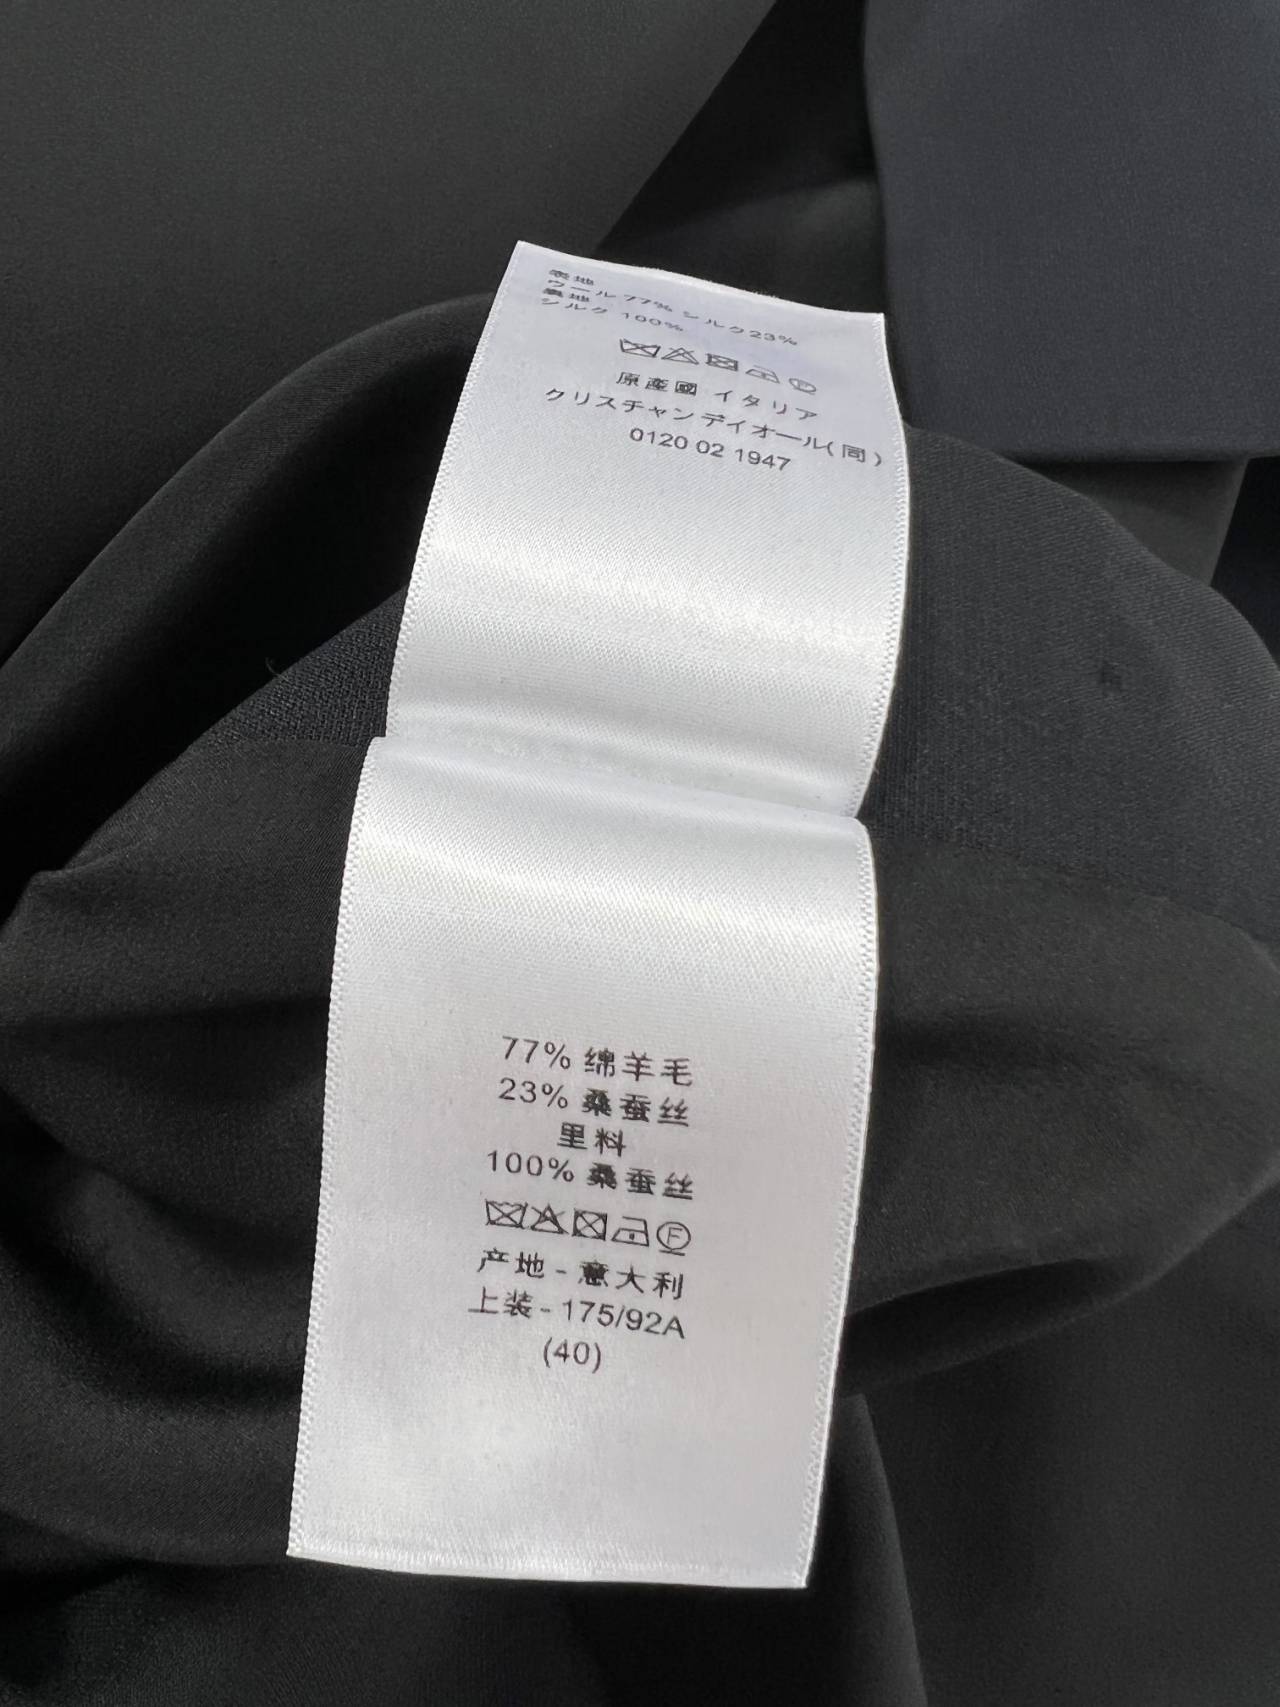 表地
ウール 77% シルク23%
裏地
シルク 100%
原産國 イタリア
クリスチャンディオール(同)
0120 02 1947
77% 绵羊毛
23% 桑蚕丝
里料
100% 桑蚕丝
F
产地 - 意大利
上装 - 175/92A
(40)